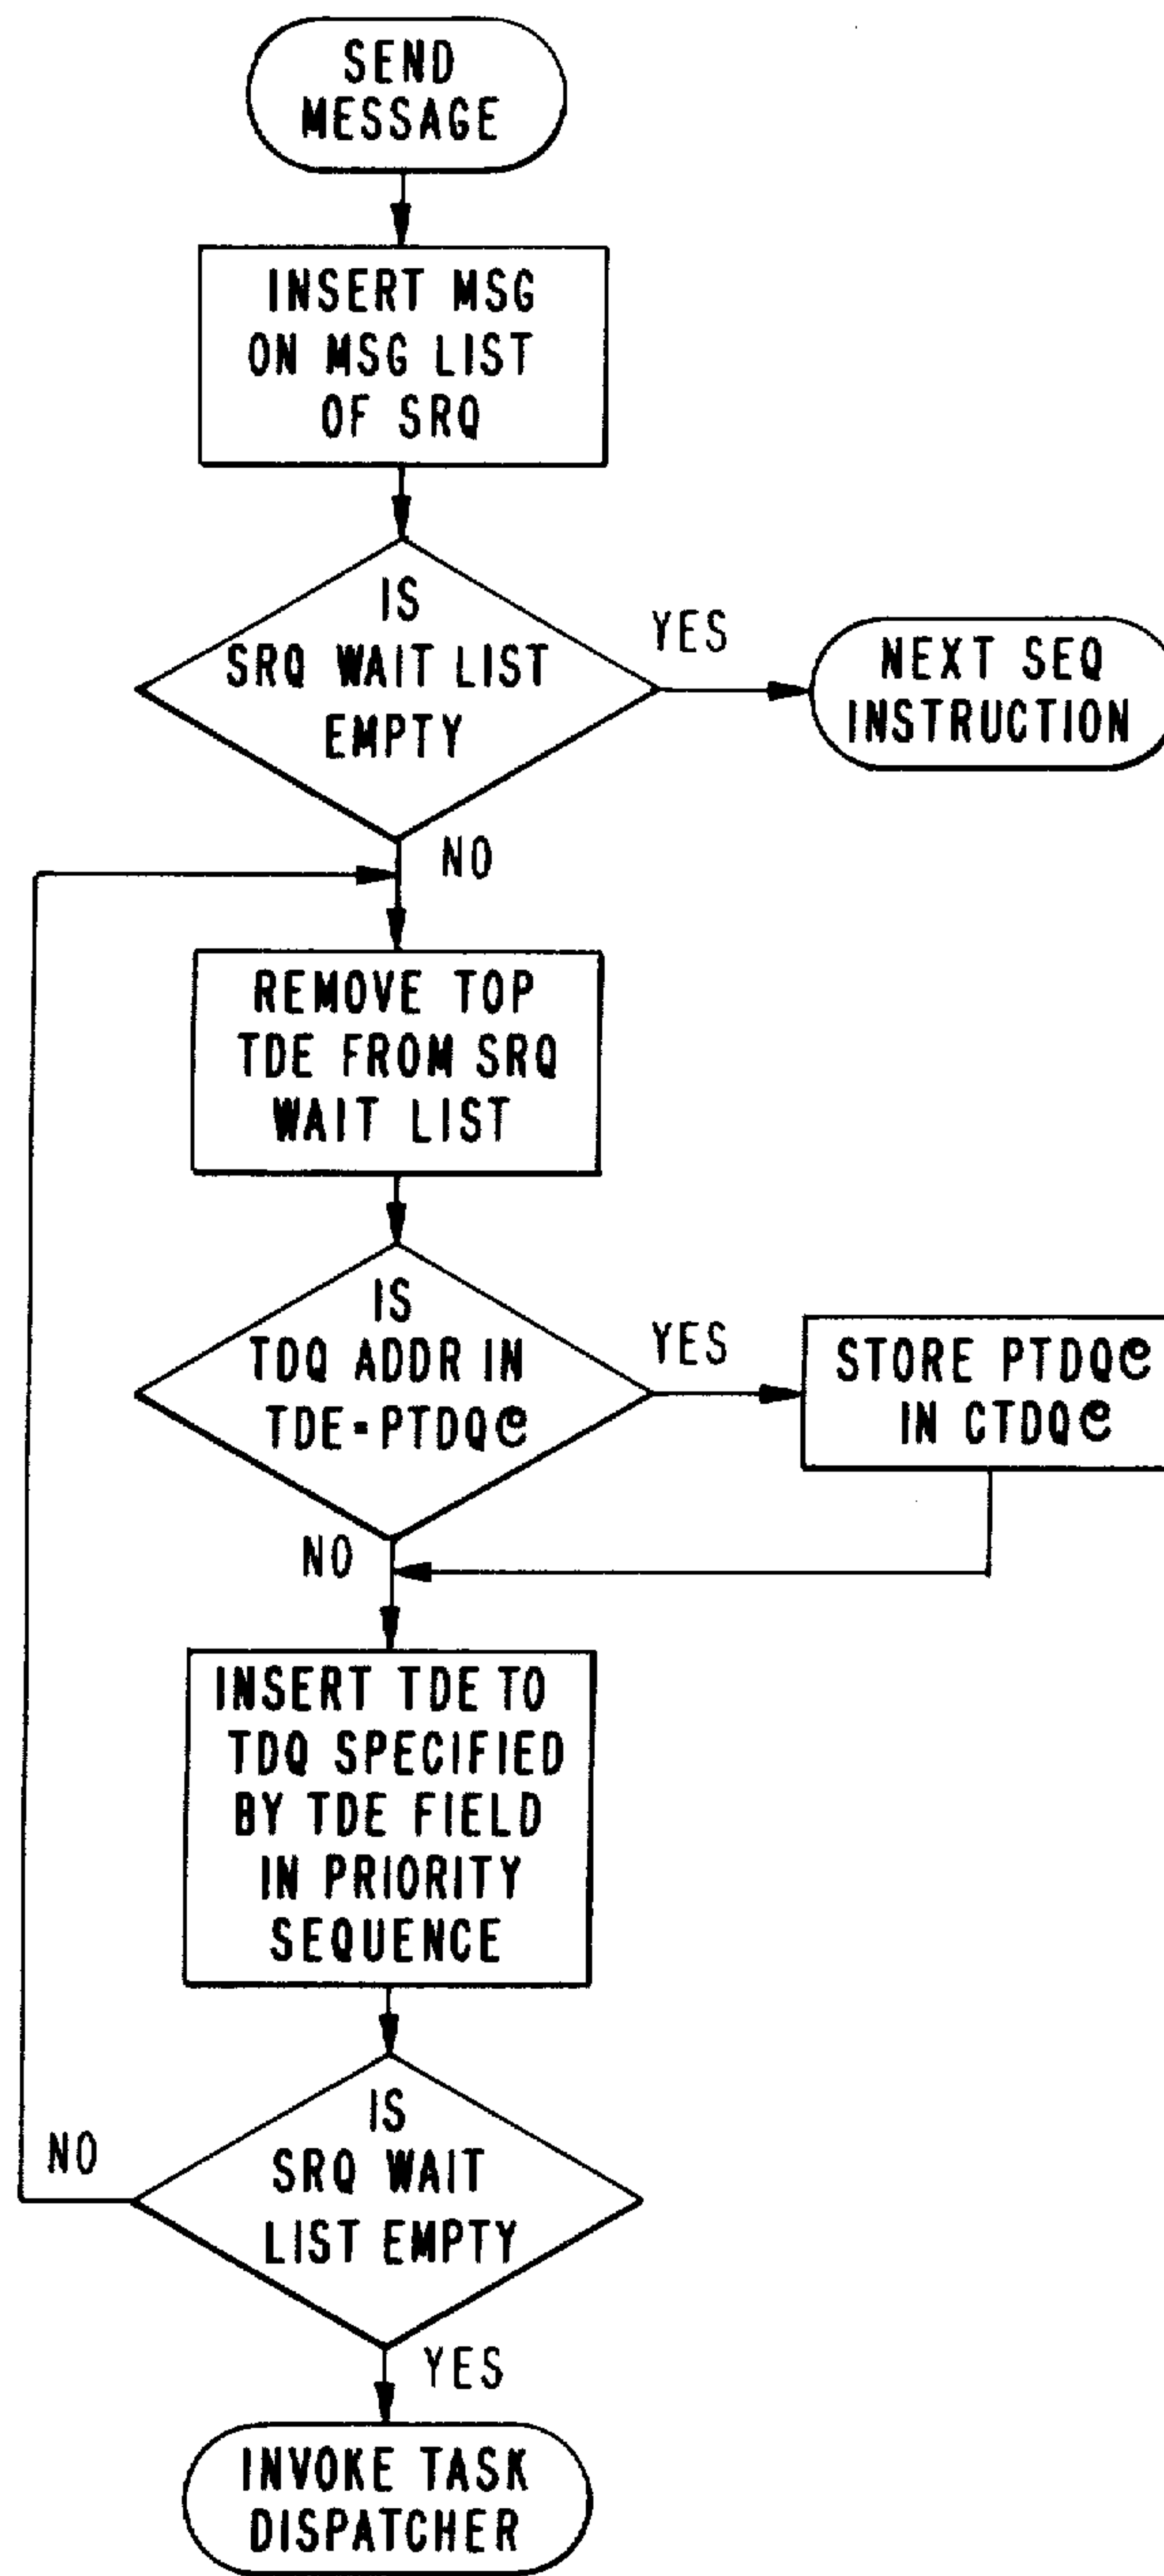 SEND
MESSAGE
INSERT MSG
ON MSG LIST
OF SRQ
IS
SRQ WAIT LIST
EMPTY
YES
NEXT SEQ
INSTRUCTION
NO
REMOVE TOP
TDE FROM SRQ
WAIT LIST
IS
TDQ ADDR IN
TDE=PTDQ@
YES
STORE PTDQ@
IN CTDQ@
NO
INSERT TDE TO
TDQ SPECIFIED
BY TDE FIELD
IN PRIORITY
SEQUENCE
IS
SRQ WAIT
LIST EMPTY
NO
YES
INVOKE TASK
DISPATCHER